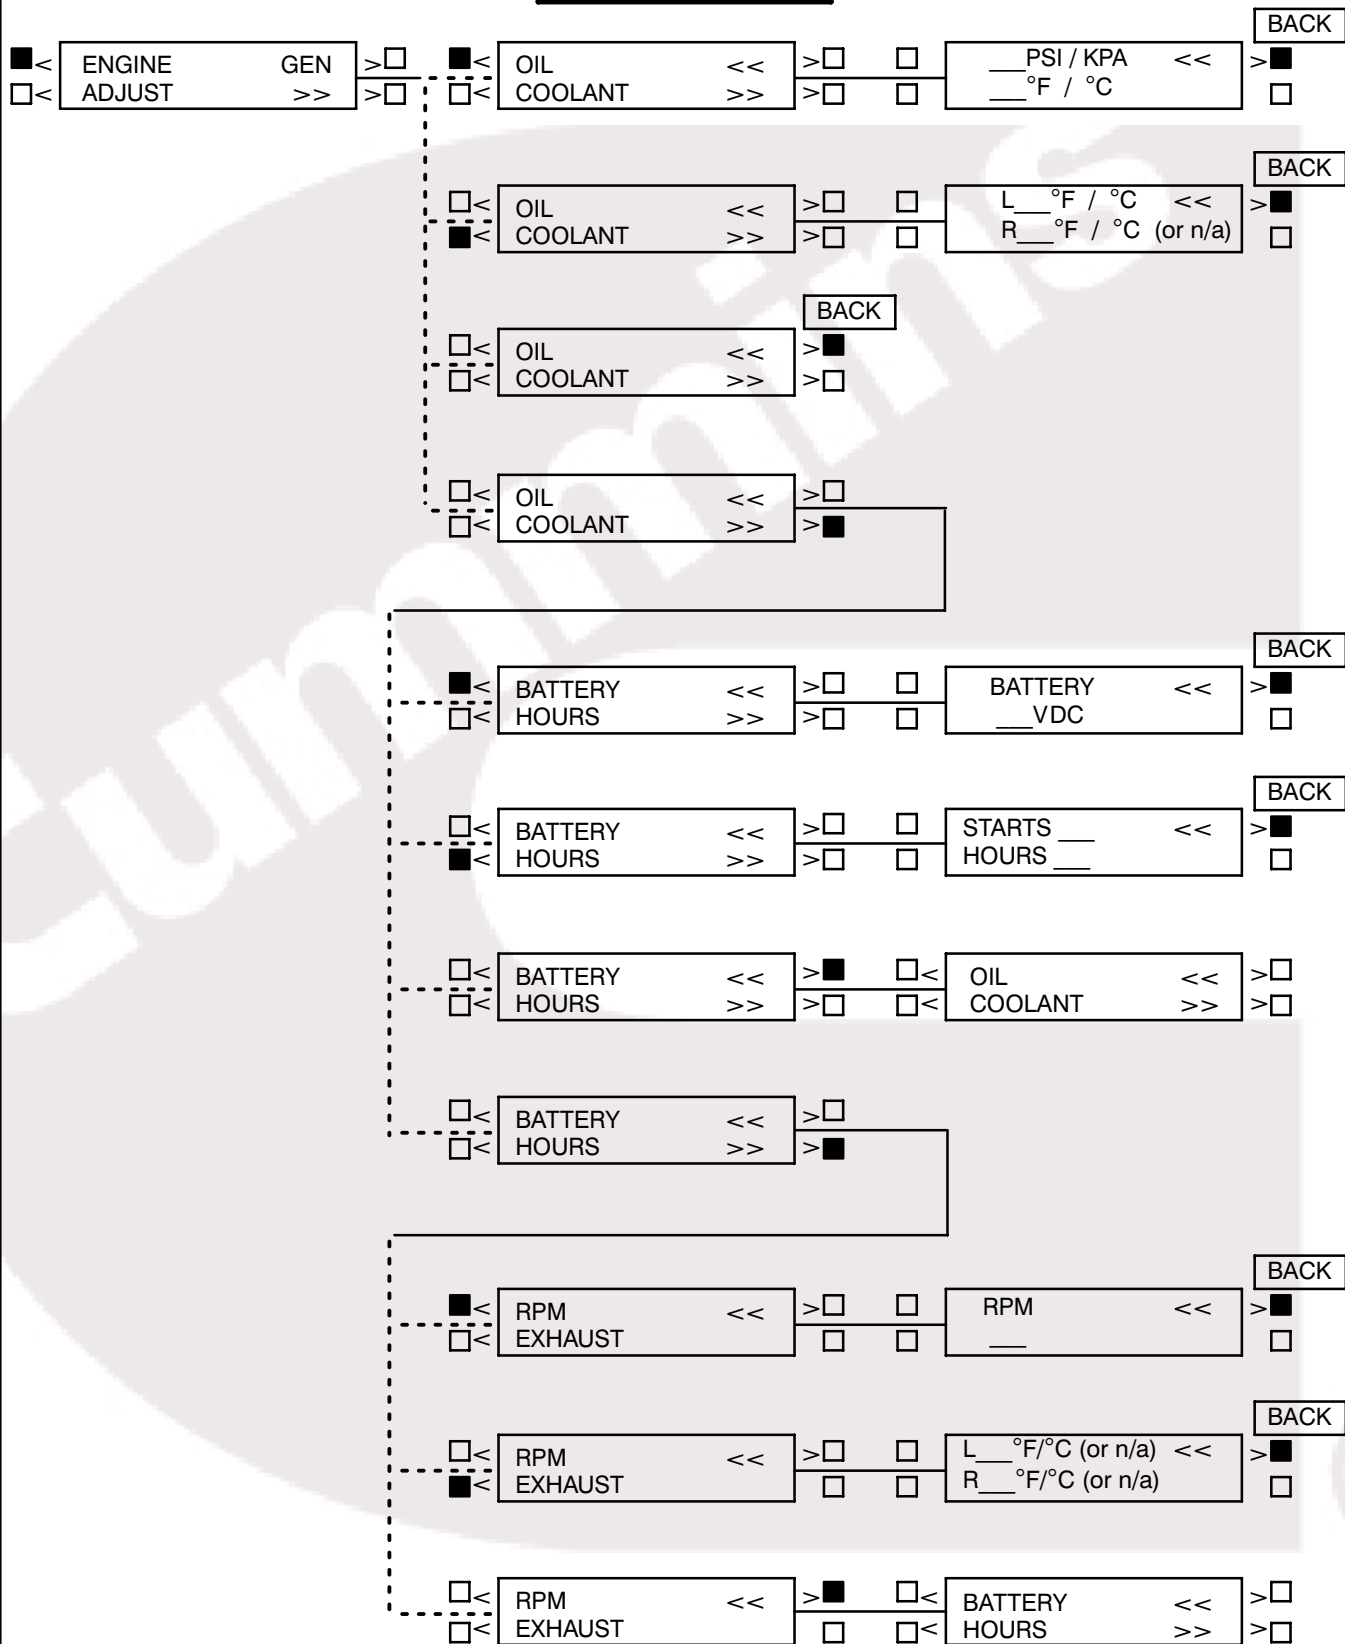 BACK
< ENGINE GEN > < OIL << > ___PSI / KPA << >
< ADJUST >> > < COOLANT >> > ___°F / °C
BACK
< OIL << > L___°F / °C << >
< COOLANT >> > R___°F / °C (or n/a)
BACK
< OIL << >
< COOLANT >> >
< OIL << >
< COOLANT >> >
BACK
< BATTERY << > BATTERY << >
< HOURS >> > ___VDC
BACK
< BATTERY << > STARTS ___ << >
< HOURS >> > HOURS ___
< BATTERY << > < OIL << >
< HOURS >> > < COOLANT >> >
< BATTERY << >
< HOURS >> >
BACK
< RPM << > RPM << >
< EXHAUST ___
BACK
< RPM << > L___°F/°C (or n/a) << >
< EXHAUST R___°F/°C (or n/a)
< RPM << > < BATTERY << >
< EXHAUST < HOURS >> >
Cummins